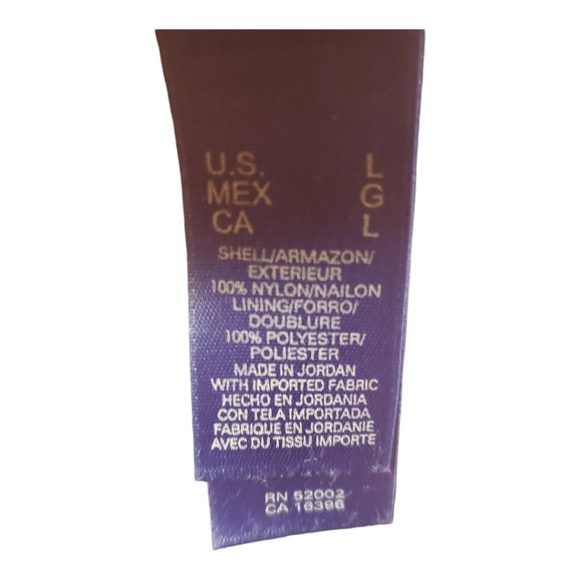 U.S. L
MEX G
CA L
SHELL/ARMAZON/
EXTERIEUR
100% NYLON/NAILON
LINING/FORRO/
DOUBLURE
100% POLYESTER/
POLIESTER
MADE IN JORDAN
WITH IMPORTED FABRIC
HECHO EN JORDANIA
CON TELA IMPORTADA
FABRIQUE EN JORDANIE
AVEC DU TISSU IMPORTE
RN 52002
CA 16396